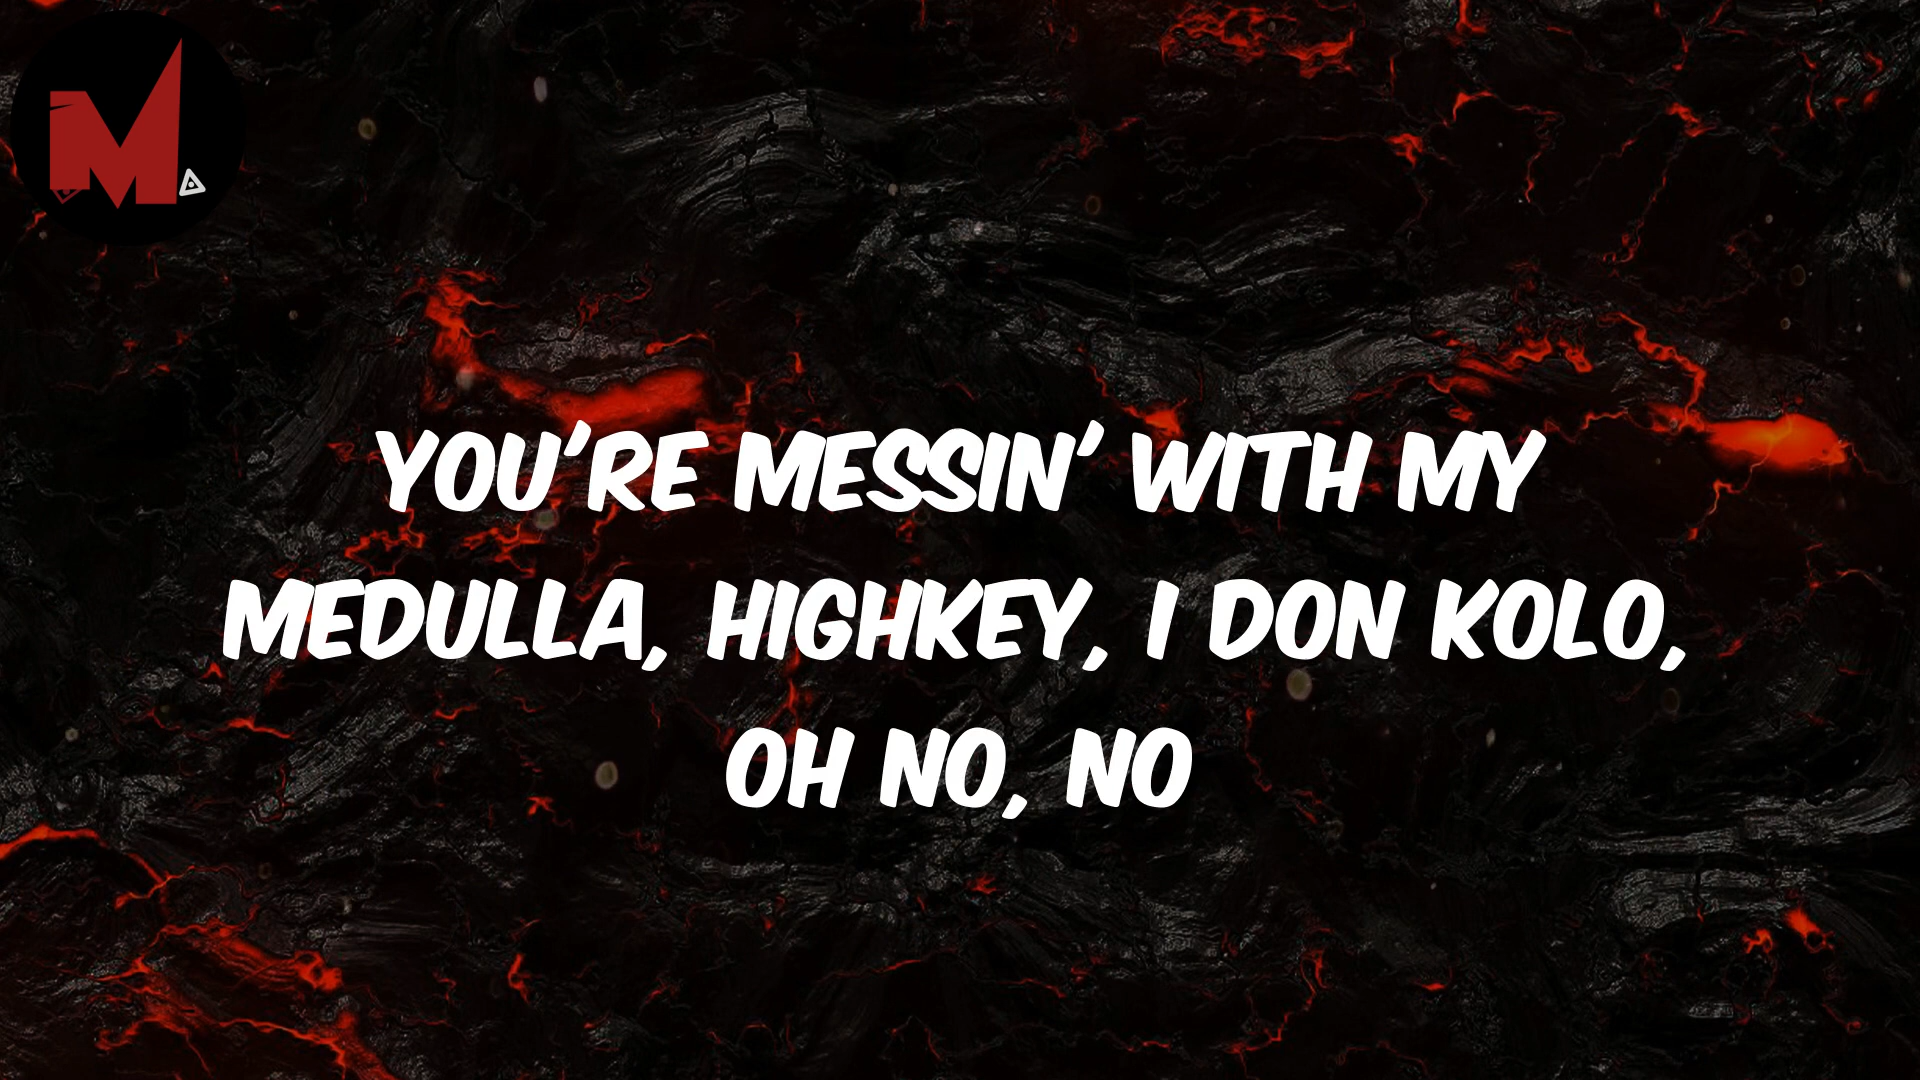 M
YOU'RE MESSIN' WITH MY
MEDULLA, HIGHKEY, I DON KOLO,
OH NO, NO